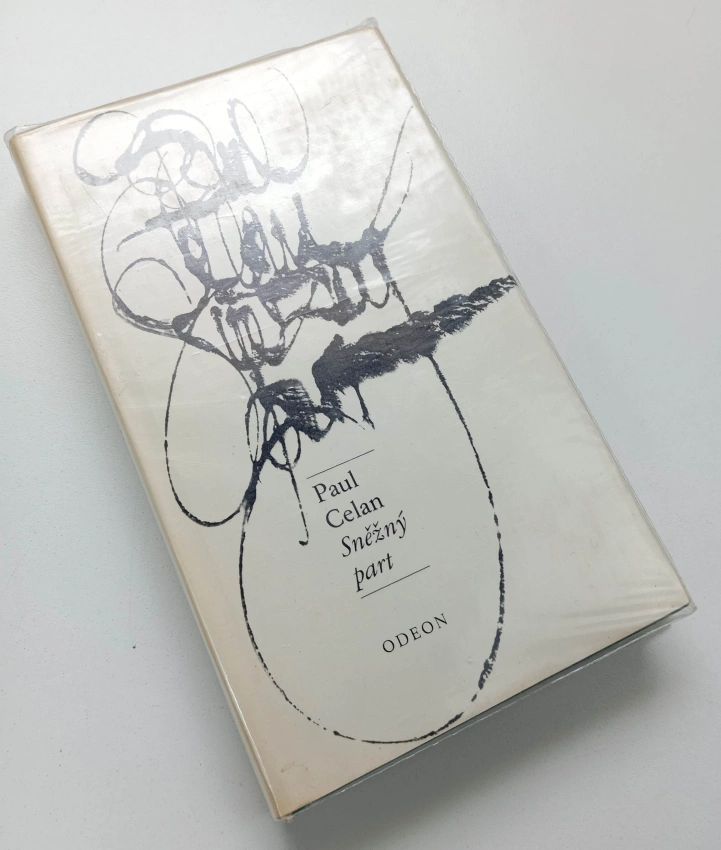 Paul
Celan
Sněžný
part
ODEON